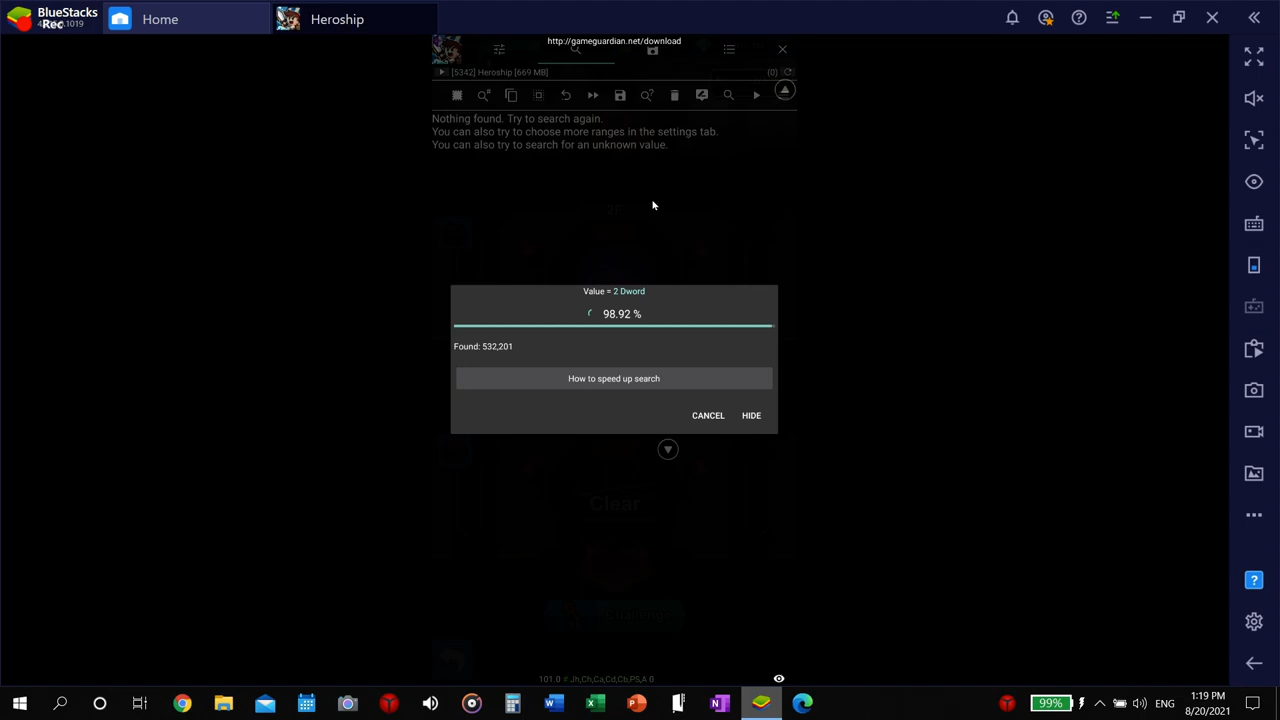 BlueStacks
Rec
Home
Heroship
http://gameguardian.net/download
[5342] Heroship [669 MB]
(0)
Nothing found. Try to search again.
You can also try to choose more ranges in the settings tab.
You can also try to search for an unknown value.
Value = 2 Dword
98.92 %
Found: 532,201
How to speed up search
CANCEL
HIDE
Clear
Challenge
101.0 = Jh,Ch,Ca,Cd,Cb,PS,A 0
99%
ENG
1:19 PM
8/20/2021